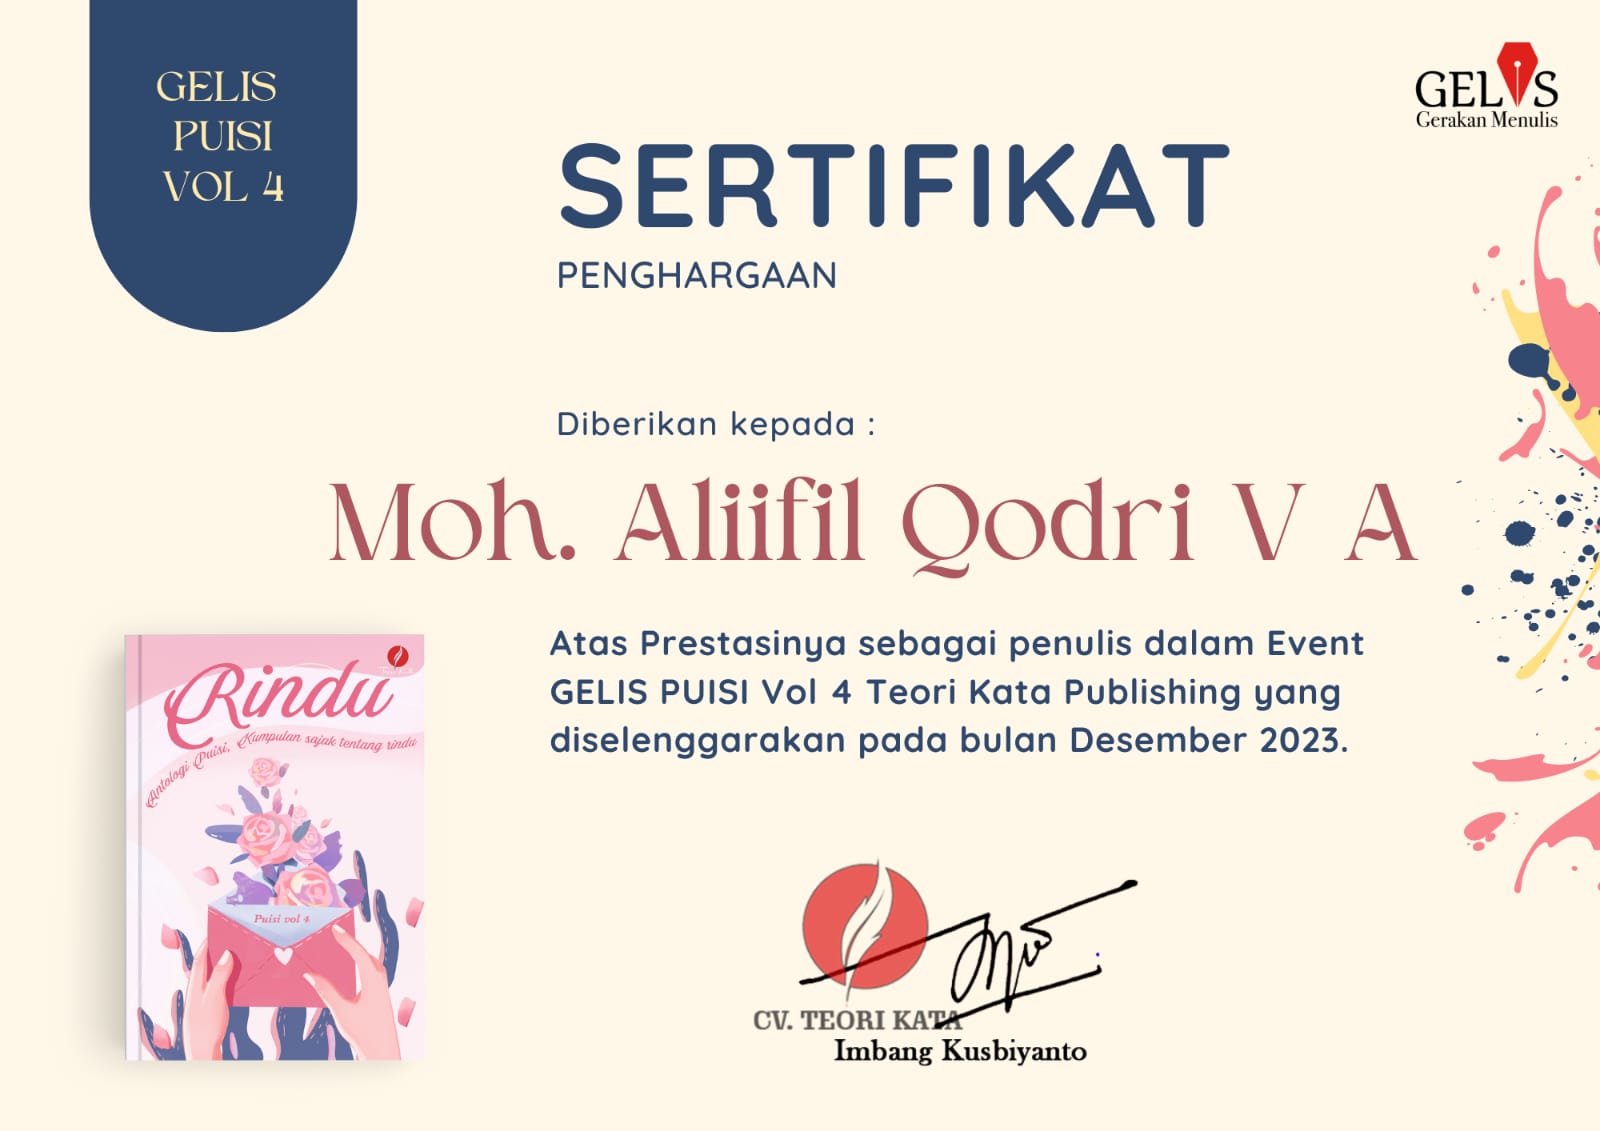 GELIS
PUISI
VOL 4
GELIS
Gerakan Menulis
SERTIFIKAT
PENGHARGAAN
Diberikan kepada :
Moh. Aliifil Qodri V A
Atas Prestasinya sebagai penulis dalam Event
GELIS PUISI Vol 4 Teori Kata Publishing yang
diselenggarakan pada bulan Desember 2023.
Rindu
Antologi Puisi, Kumpulan sajak tentang rindu
Puisi vol 4
CV. TEORI KATA
Imbang Kusbiyanto